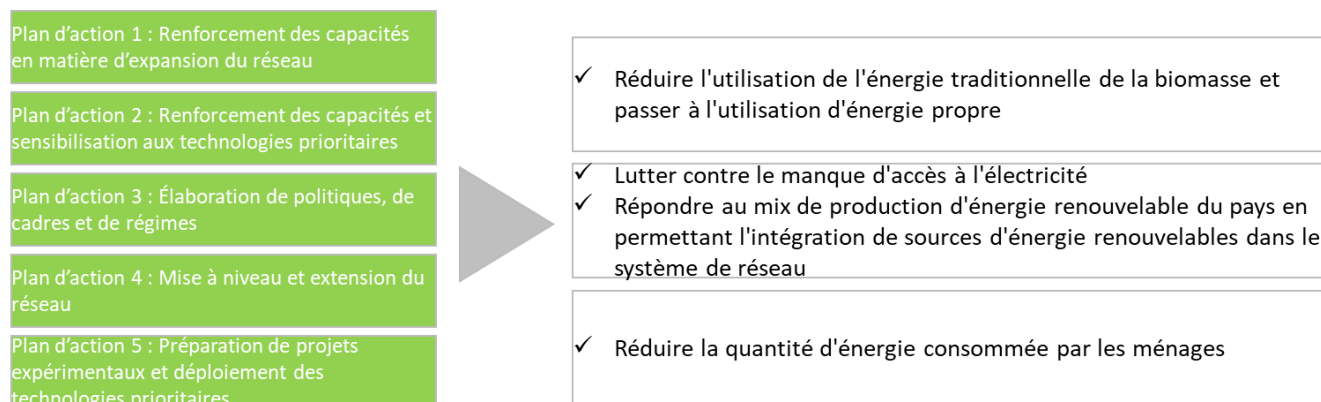 Plan d’action 1 : Renforcement des capacités
en matière d’expansion du réseau
Plan d’action 2 : Renforcement des capacités et
sensibilisation aux technologies prioritaires
Plan d’action 3 : Élaboration de politiques, de
cadres et de régimes
Plan d’action 4 : Mise à niveau et extension du
réseau
Plan d’action 5 : Préparation de projets
expérimentaux et déploiement des
technologies prioritaires
✓ Réduire l'utilisation de l'énergie traditionnelle de la biomasse et
passer à l'utilisation d'énergie propre
✓ Lutter contre le manque d'accès à l'électricité
✓ Répondre au mix de production d'énergie renouvelable du pays en
permettant l'intégration de sources d'énergie renouvelables dans le
système de réseau
✓ Réduire la quantité d'énergie consommée par les ménages